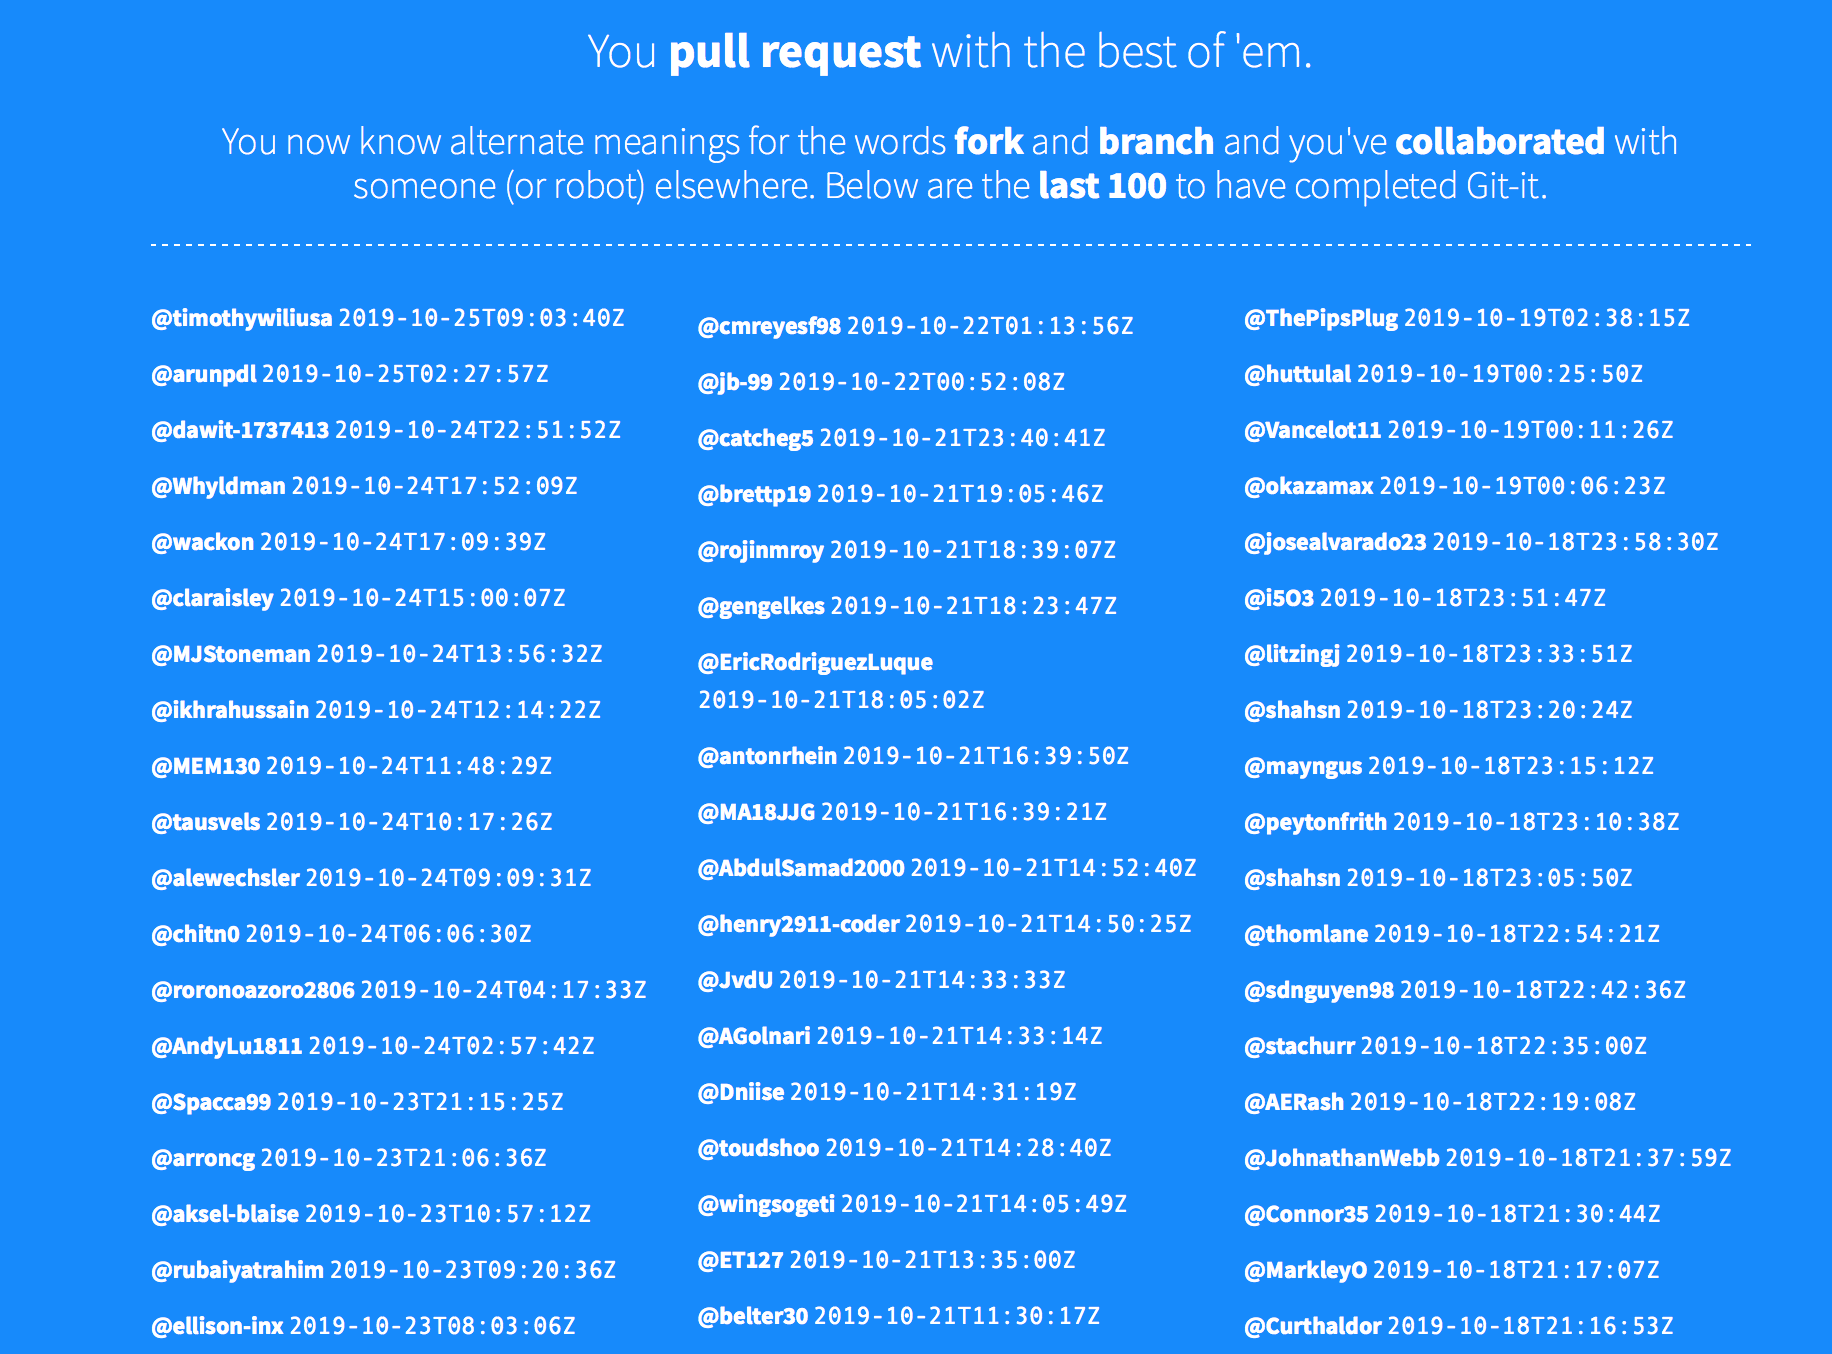 You pull request with the best of 'em.
You now know alternate meanings for the words fork and branch and you've collaborated with
someone (or robot) elsewhere. Below are the last 100 to have completed Git-it.
@timothywiliusa 2019-10-25T09:03:40Z
@arunpdl 2019-10-25T02:27:57Z
@dawit-1737413 2019-10-24T22:51:52Z
@Whyldman 2019-10-24T17:52:09Z
@wackon 2019-10-24T17:09:39Z
@claraisley 2019-10-24T15:00:07Z
@MJStoneman 2019-10-24T13:56:32Z
@ikhrahussain 2019-10-24T12:14:22Z
@MEM130 2019-10-24T11:48:29Z
@tausvels 2019-10-24T10:17:26Z
@alewechsler 2019-10-24T09:09:31Z
@chitn0 2019-10-24T06:06:30Z
@roronoazoro2806 2019-10-24T04:17:33Z
@AndyLu1811 2019-10-24T02:57:42Z
@Spacca99 2019-10-23T21:15:25Z
@arroncg 2019-10-23T21:06:36Z
@aksel-blaise 2019-10-23T10:57:12Z
@rubaiyatrahim 2019-10-23T09:20:36Z
@ellison-inx 2019-10-23T08:03:06Z
@cmreyesf98 2019-10-22T01:13:56Z
@jb-99 2019-10-22T00:52:08Z
@catcheg5 2019-10-21T23:40:41Z
@brettp19 2019-10-21T19:05:46Z
@rojinmroy 2019-10-21T18:39:07Z
@gengelkes 2019-10-21T18:23:47Z
@EricRodriguezLuque
2019-10-21T18:05:02Z
@antonrhein 2019-10-21T16:39:50Z
@MA18JJG 2019-10-21T16:39:21Z
@AbdulSamad2000 2019-10-21T14:52:40Z
@henry2911-coder 2019-10-21T14:50:25Z
@JvdU 2019-10-21T14:33:33Z
@AGolnari 2019-10-21T14:33:14Z
@Dniise 2019-10-21T14:31:19Z
@toudshoo 2019-10-21T14:28:40Z
@wingsogeti 2019-10-21T14:05:49Z
@ET127 2019-10-21T13:35:00Z
@belter30 2019-10-21T11:30:17Z
@ThePipsPlug 2019-10-19T02:38:15Z
@huttulal 2019-10-19T00:25:50Z
@Vancelot11 2019-10-19T00:11:26Z
@okazamax 2019-10-19T00:06:23Z
@josealvarado23 2019-10-18T23:58:30Z
@i5O3 2019-10-18T23:51:47Z
@litzingj 2019-10-18T23:33:51Z
@shahsn 2019-10-18T23:20:24Z
@mayngus 2019-10-18T23:15:12Z
@peytonfrith 2019-10-18T23:10:38Z
@shahsn 2019-10-18T23:05:50Z
@thomlane 2019-10-18T22:54:21Z
@sdnguyen98 2019-10-18T22:42:36Z
@stachurr 2019-10-18T22:35:00Z
@AERash 2019-10-18T22:19:08Z
@JohnathanWebb 2019-10-18T21:37:59Z
@Connor35 2019-10-18T21:30:44Z
@MarkleyO 2019-10-18T21:17:07Z
@Curthaldor 2019-10-18T21:16:53Z